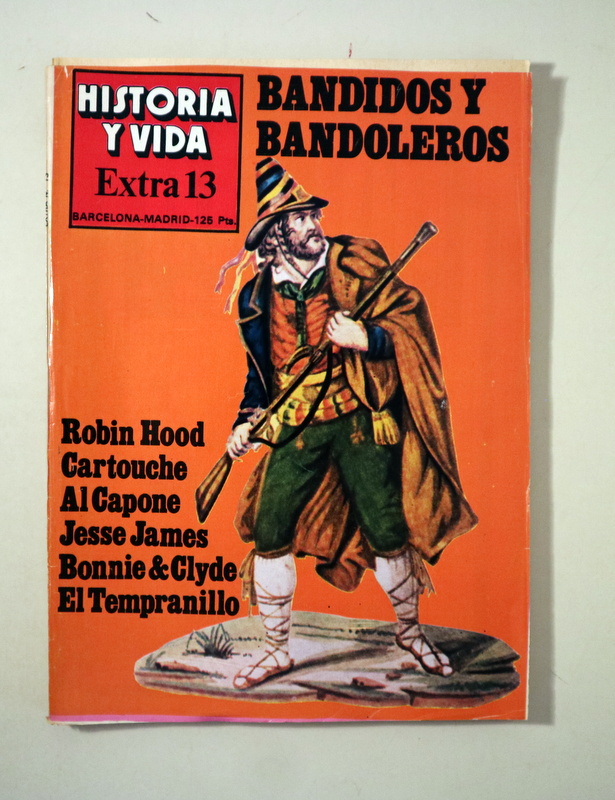 HISTORIA
Y VIDA
Extra 13
BARCELONA-MADRID-125 Pts.
BANDIDOS Y
BANDOLEROS
Robin Hood
Cartouche
Al Capone
Jesse James
Bonnie & Clyde
El Tempranillo